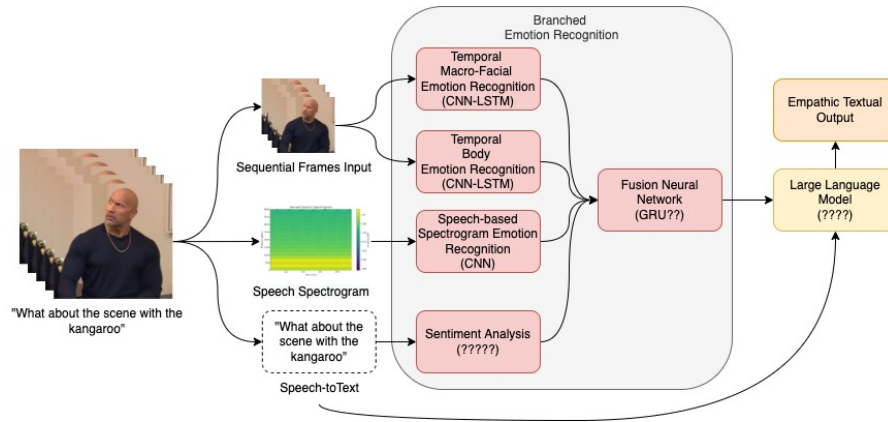 Branched
Emotion Recognition
Temporal
Macro-Facial
Emotion Recognition
(CNN-LSTM)
Sequential Frames Input
Temporal
Body
Emotion Recognition
(CNN-LSTM)
Empathic Textual
Output
Fusion Neural
Network
(GRU??)
Large Language
Model
(????)
Speech-based
Spectrogram Emotion
Recognition
(CNN)
Speech Spectrogram
"What about the scene with the
kangaroo"
"What about the
scene with the
kangaroo"
Sentiment Analysis
(?????)
Speech-toText